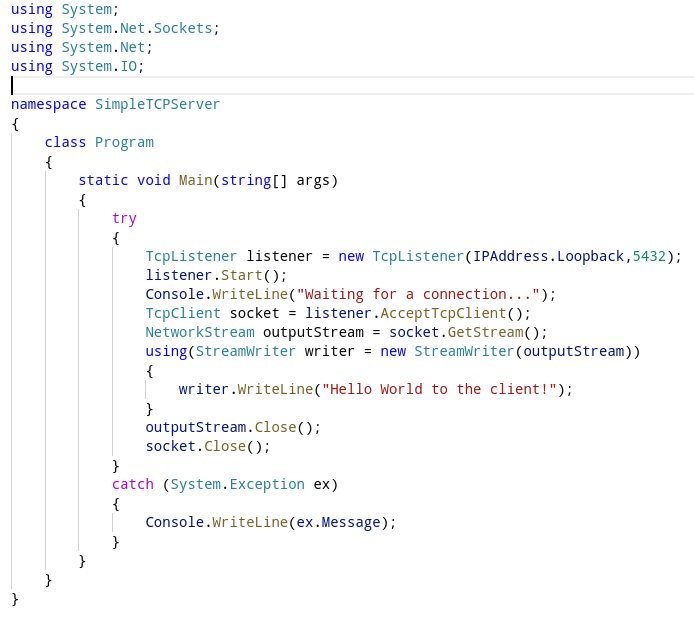 using System;
using System.Net.Sockets;
using System.Net;
using System.IO;
namespace SimpleTCPServer
{
    class Program
    {
        static void Main(string[] args)
        {
            try
            {
                TcpListener listener = new TcpListener(IPAddress.Loopback,5432);
                listener.Start();
                Console.WriteLine("Waiting for a connection...");
                TcpClient socket = listener.AcceptTcpClient();
                NetworkStream outputStream = socket.GetStream();
                using(StreamWriter writer = new StreamWriter(outputStream))
                {
                    writer.WriteLine("Hello World to the client!");
                }
                outputStream.Close();
                socket.Close();
            }
            catch (System.Exception ex)
            {
                Console.WriteLine(ex.Message);
            }
        }
    }
}